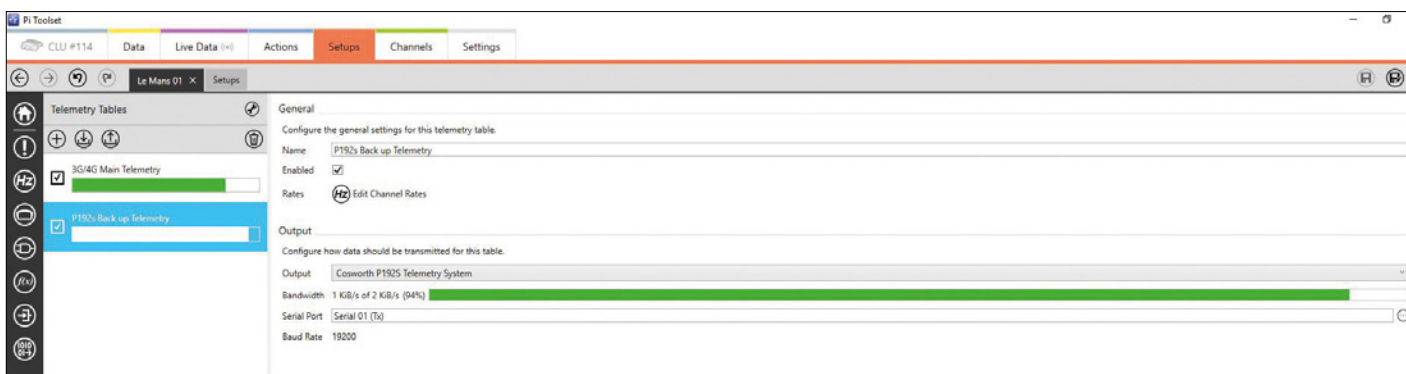 Pi Toolset
CLU #114 Data Live Data Actions Setups Channels Settings
Le Mans 01 × Setups
Telemetry Tables
3G/4G Main Telemetry
P192s Back up Telemetry
Hz
f(x)
General
Configure the general settings for this telemetry table.
Name P192s Back up Telemetry
Enabled
Rates Hz Edit Channel Rates
Output
Configure how data should be transmitted for this table.
Output Cosworth P192S Telemetry System
Bandwidth 1 KiB/s of 2 KiB/s (94%)
Serial Port Serial 01 (Tx)
Baud Rate 19200